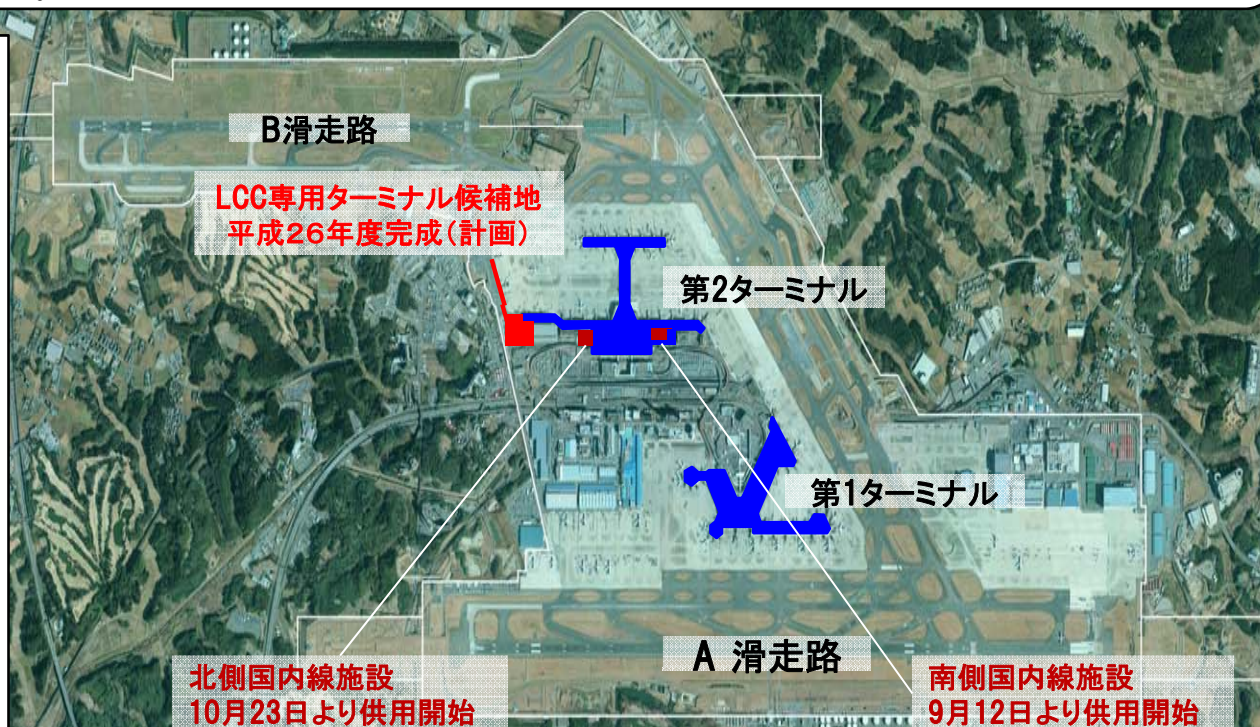 B滑走路
LCC専用ターミナル候補地
平成２６年度完成（計画）
第2ターミナル
第1ターミナル
A 滑走路
北側国内線施設
10月23日より供用開始
南側国内線施設
9月12日より供用開始